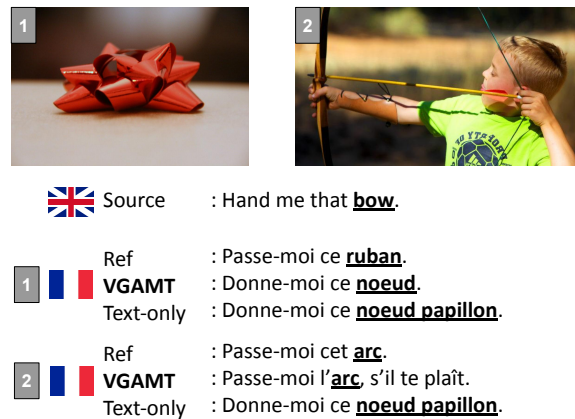 1
2
Source : Hand me that bow.
1
Ref : Passe-moi ce ruban.
VGAMT : Donne-moi ce noeud.
Text-only : Donne-moi ce noeud papillon.
2
Ref : Passe-moi cet arc.
VGAMT : Passe-moi l'arc, s'il te plaît.
Text-only : Donne-moi ce noeud papillon.